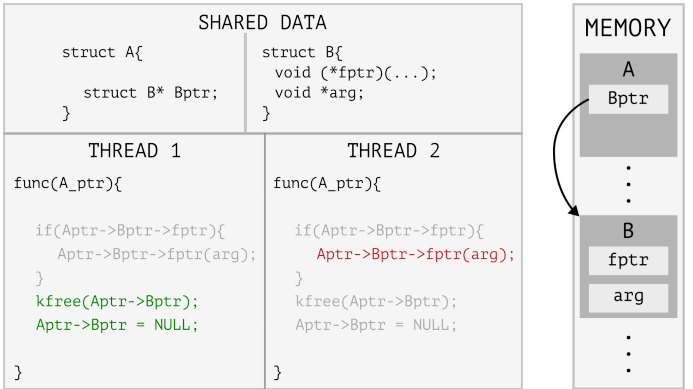 SHARED DATA
struct A{
struct B* Bptr;
}
struct B{
void (*fptr)(...);
void *arg;
}
THREAD 1
func(A_ptr){
if(Aptr->Bptr->fptr){
Aptr->Bptr->fptr(arg);
}
kfree(Aptr->Bptr);
Aptr->Bptr = NULL;
}
THREAD 2
func(A_ptr){
if(Aptr->Bptr->fptr){
Aptr->Bptr->fptr(arg);
}
kfree(Aptr->Bptr);
Aptr->Bptr = NULL;
}
MEMORY
A
Bptr
B
fptr
arg